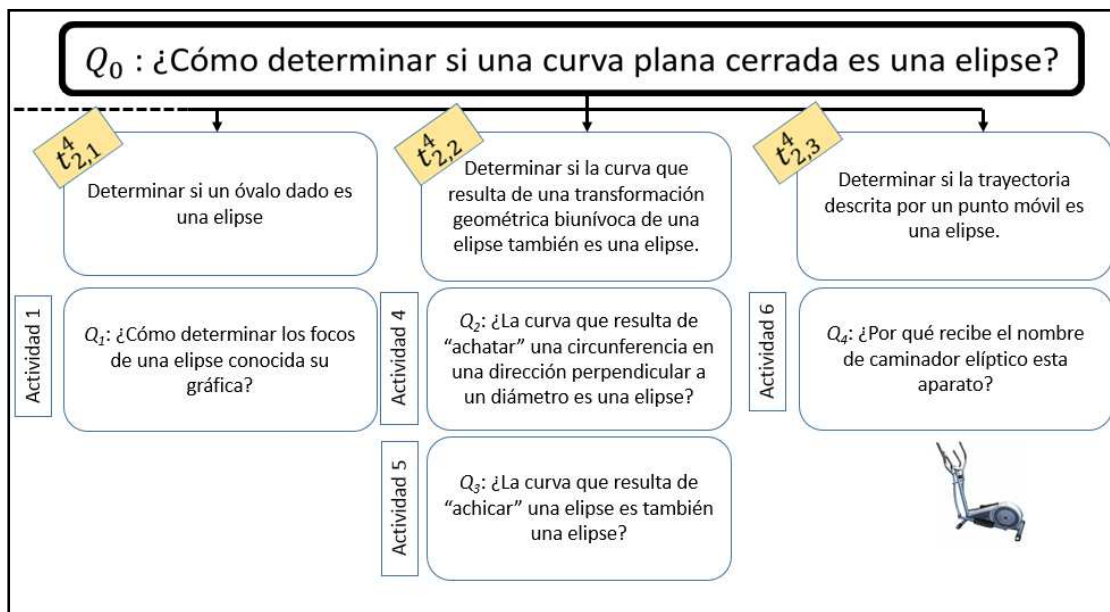 Q₀ : ¿Cómo determinar si una curva plana cerrada es una elipse?
t⁴₂,₁
Determinar si un óvalo dado es
una elipse
t⁴₂,₂
Determinar si la curva que
resulta de una transformación
geométrica biunívoca de una
elipse también es una elipse.
t⁴₂,₃
Determinar si la trayectoria
descrita por un punto móvil es
una elipse.
Actividad 1
Q₁: ¿Cómo determinar los focos
de una elipse conocida su
gráfica?
Actividad 4
Q₂: ¿La curva que resulta de
“achatar” una circunferencia en
una dirección perpendicular a
un diámetro es una elipse?
Actividad 6
Q₄: ¿Por qué recibe el nombre
de caminador elíptico esta
aparato?
Actividad 5
Q₃: ¿La curva que resulta de
“achicar” una elipse es también
una elipse?